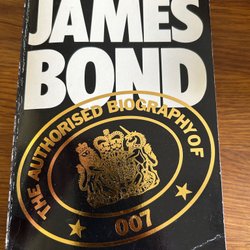 JAMES
BOND
THE AUTHORISED BIOGRAPHY OF
007